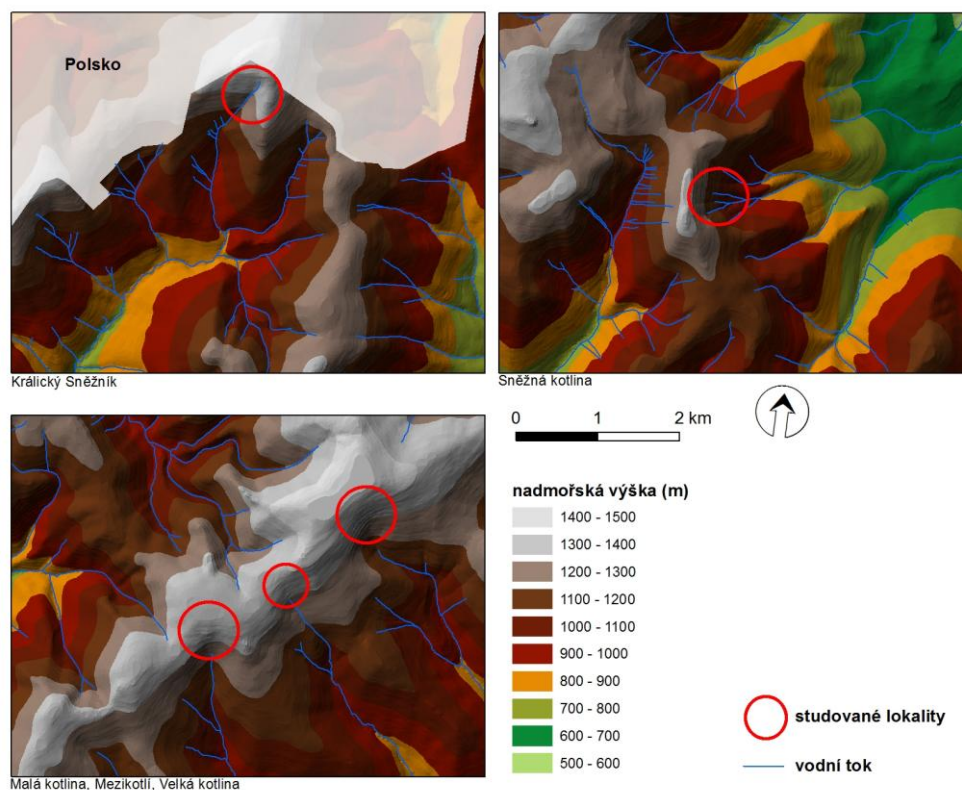 Polsko
Králický Sněžník
Sněžná kotlina
Malá kotlina, Mezikotlí, Velká kotlina
0 1 2 km
nadmořská výška (m)
1400 - 1500
1300 - 1400
1200 - 1300
1100 - 1200
1000 - 1100
900 - 1000
800 - 900
700 - 800
600 - 700
500 - 600
studované lokality
vodní tok